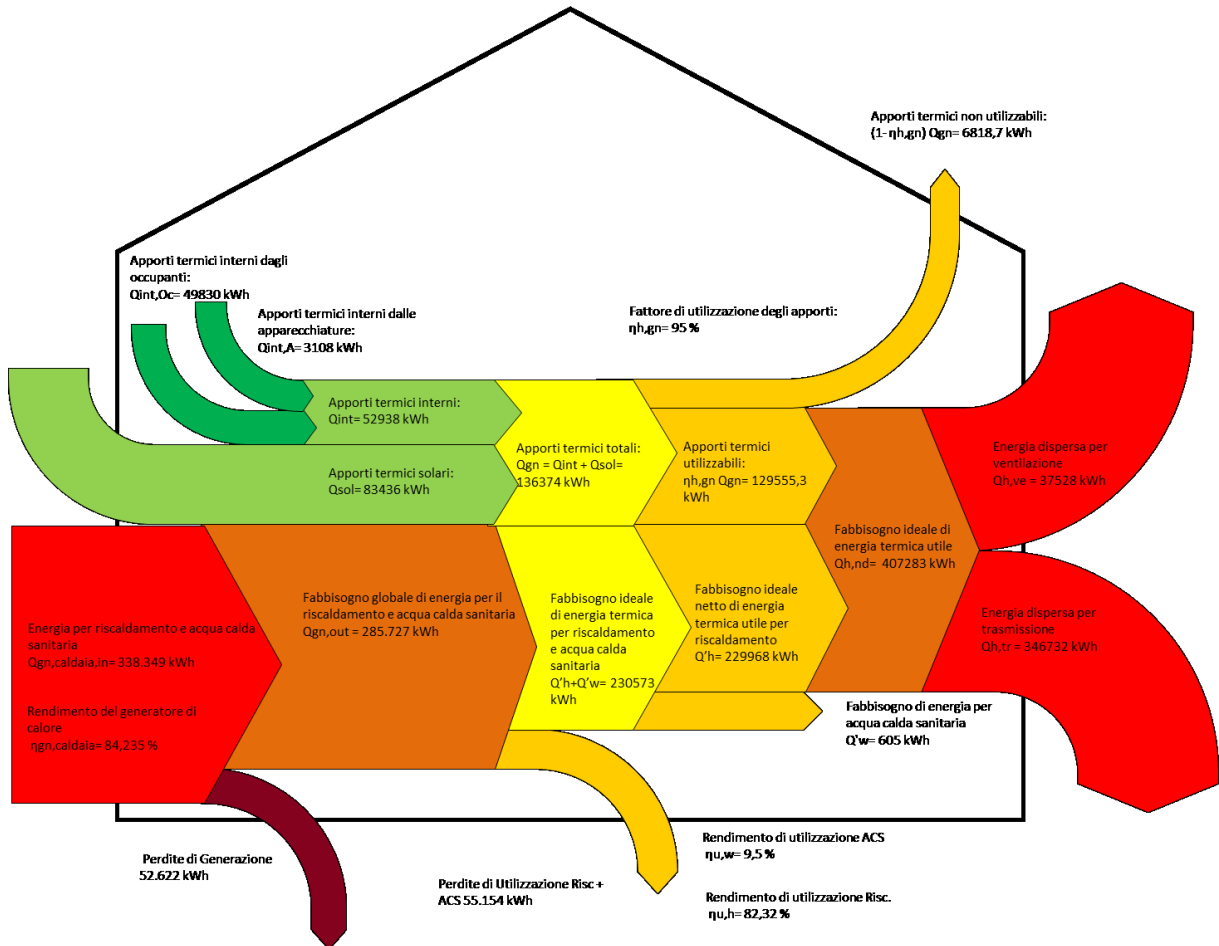 Apporti termici non utilizzabili:
(1- ηh,gn) Qgn= 6818,7 kWh
Apporti termici interni dagli
occupanti:
Qint,Oc= 49830 kWh
Apporti termici interni dalle
apparecchiature:
Qint,A= 3108 kWh
Fattore di utilizzazione degli apporti:
ηh,gn= 95 %
Apporti termici interni:
Qint= 52938 kWh
Apporti termici solari:
Qsol= 83436 kWh
Apporti termici totali:
Qgn = Qint + Qsol=
136374 kWh
Apporti termici
utilizzabili:
ηh,gn Qgn= 129555,3
kWh
Energia dispersa per
ventilazione
Qh,ve = 37528 kWh
Fabbisogno ideale di
energia termica utile
Qh,nd= 407283 kWh
Energia per riscaldamento e acqua calda
sanitaria
Qgn,caldaia,in= 338.349 kWh
Rendimento del generatore di
calore
ηgn,caldaia= 84,235 %
Fabbisogno globale di energia per il
riscaldamento e acqua calda sanitaria
Qgn,out = 285.727 kWh
Fabbisogno ideale
di energia termica
per riscaldamento
e acqua calda
sanitaria
Q'h+Q'w= 230573
kWh
Fabbisogno ideale
netto di energia
termica utile per
riscaldamento
Q'h= 229968 kWh
Energia dispersa per
trasmissione
Qh,tr= 346732 kWh
Fabbisogno di energia per
acqua calda sanitaria
Q'w= 605 kWh
Perdite di Generazione
52.622 kWh
Perdite di Utilizzazione Risc +
ACS 55.154 kWh
Rendimento di utilizzazione ACS
ηu,w= 9,5 %
Rendimento di utilizzazione Risc.
ηu,h= 82,32 %